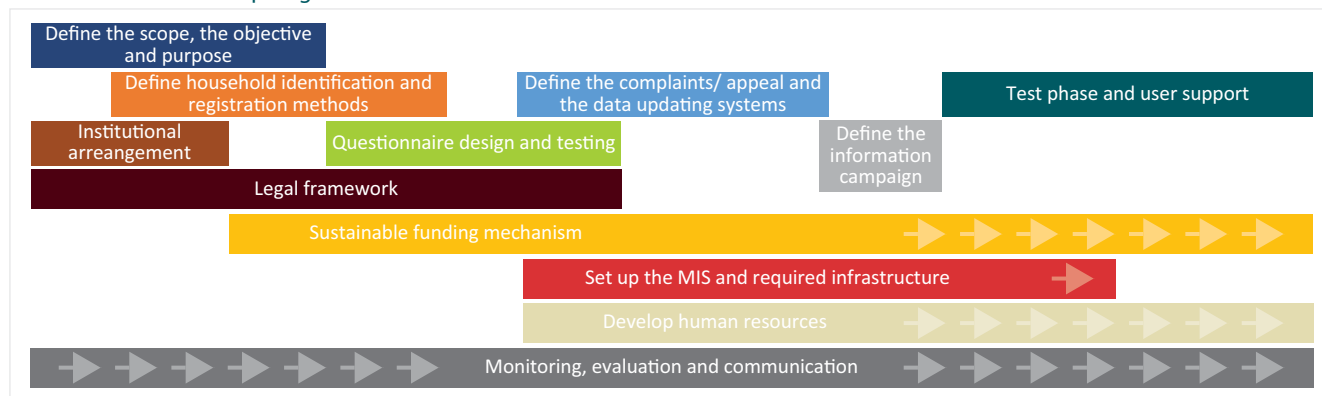 Define the scope, the objective
and purpose
Define household identification and
registration methods
Define the complaints/ appeal and
the data updating systems
Test phase and user support
Institutional
arreangement
Questionnaire design and testing
Define the
information
campaign
Legal framework
Sustainable funding mechanism
Set up the MIS and required infrastructure
Develop human resources
Monitoring, evaluation and communication